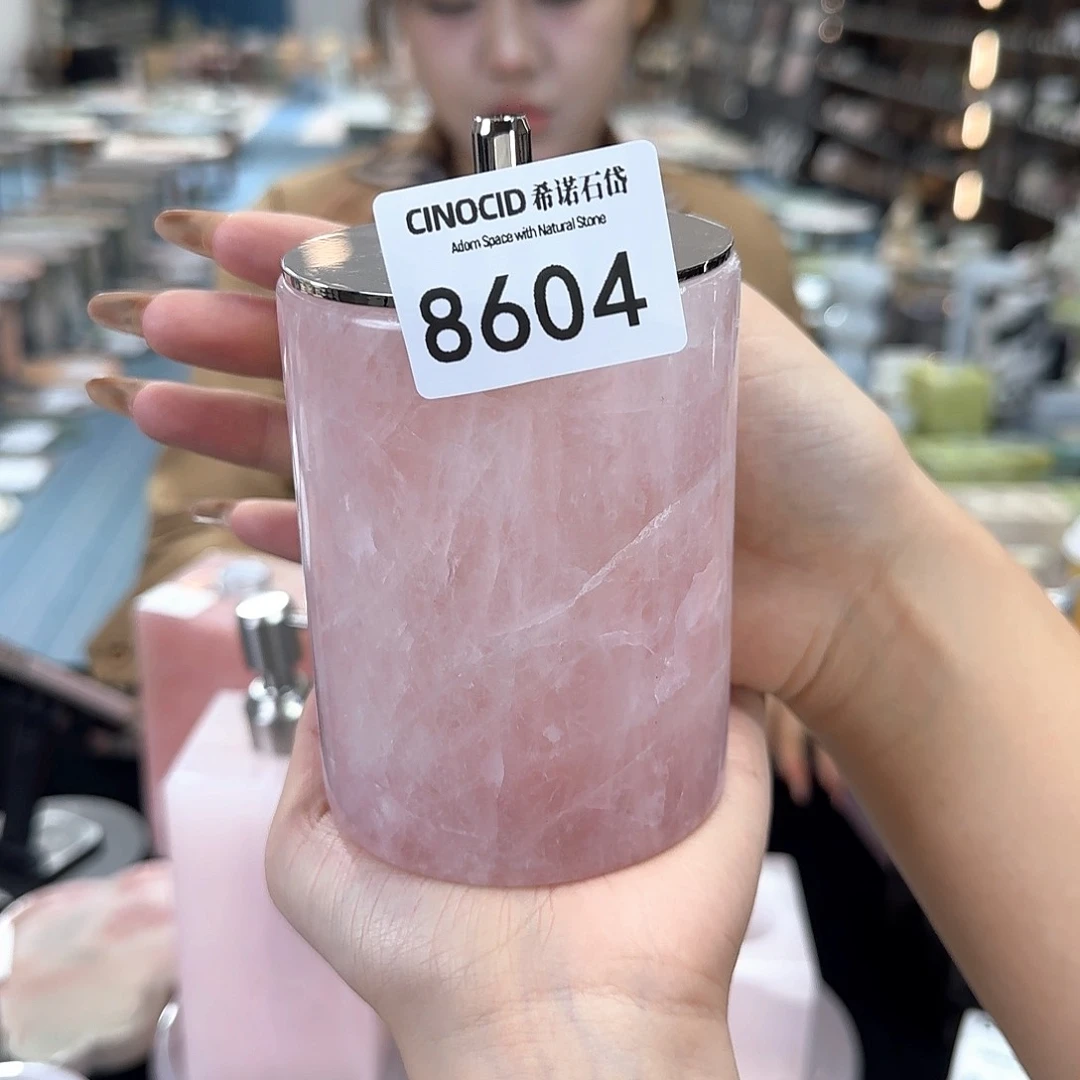 CINOCID 希诺石岱
Adorn Space with Natural Stone
8604